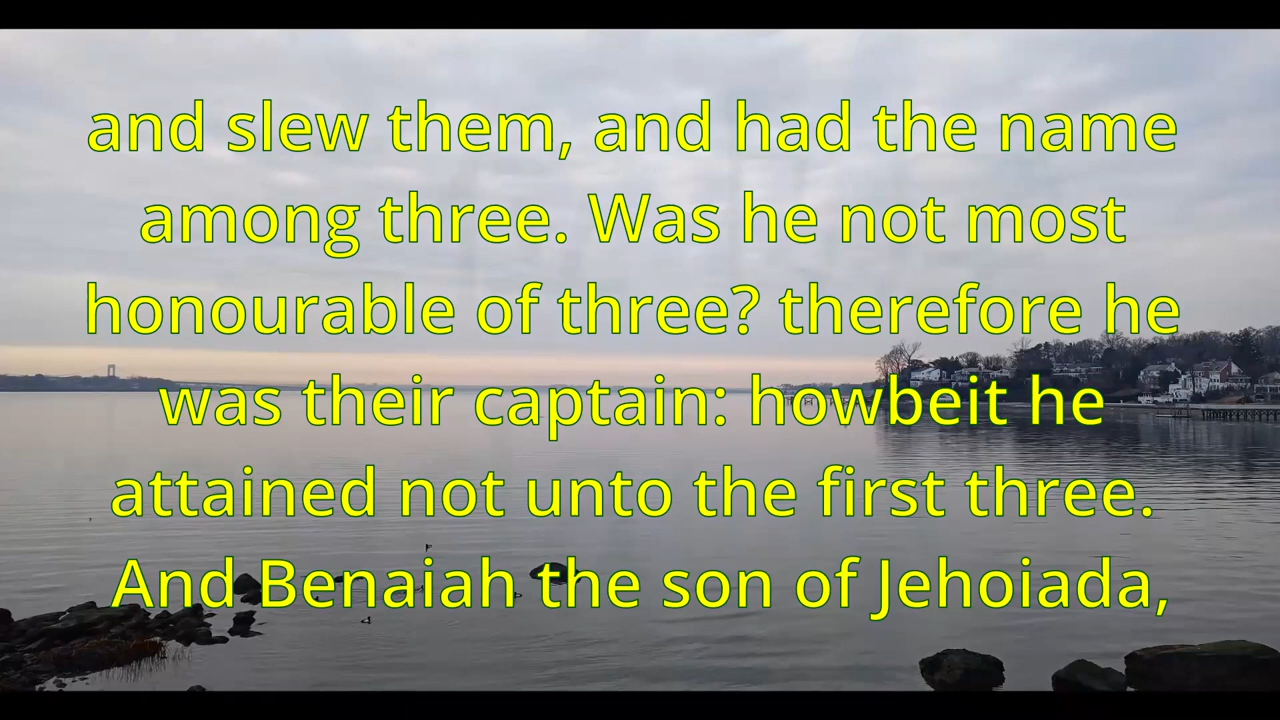 and slew them, and had the name
among three. Was he not most
honourable of three? therefore he
was their captain: howbeit he
attained not unto the first three.
And Benaiah the son of Jehoiada,